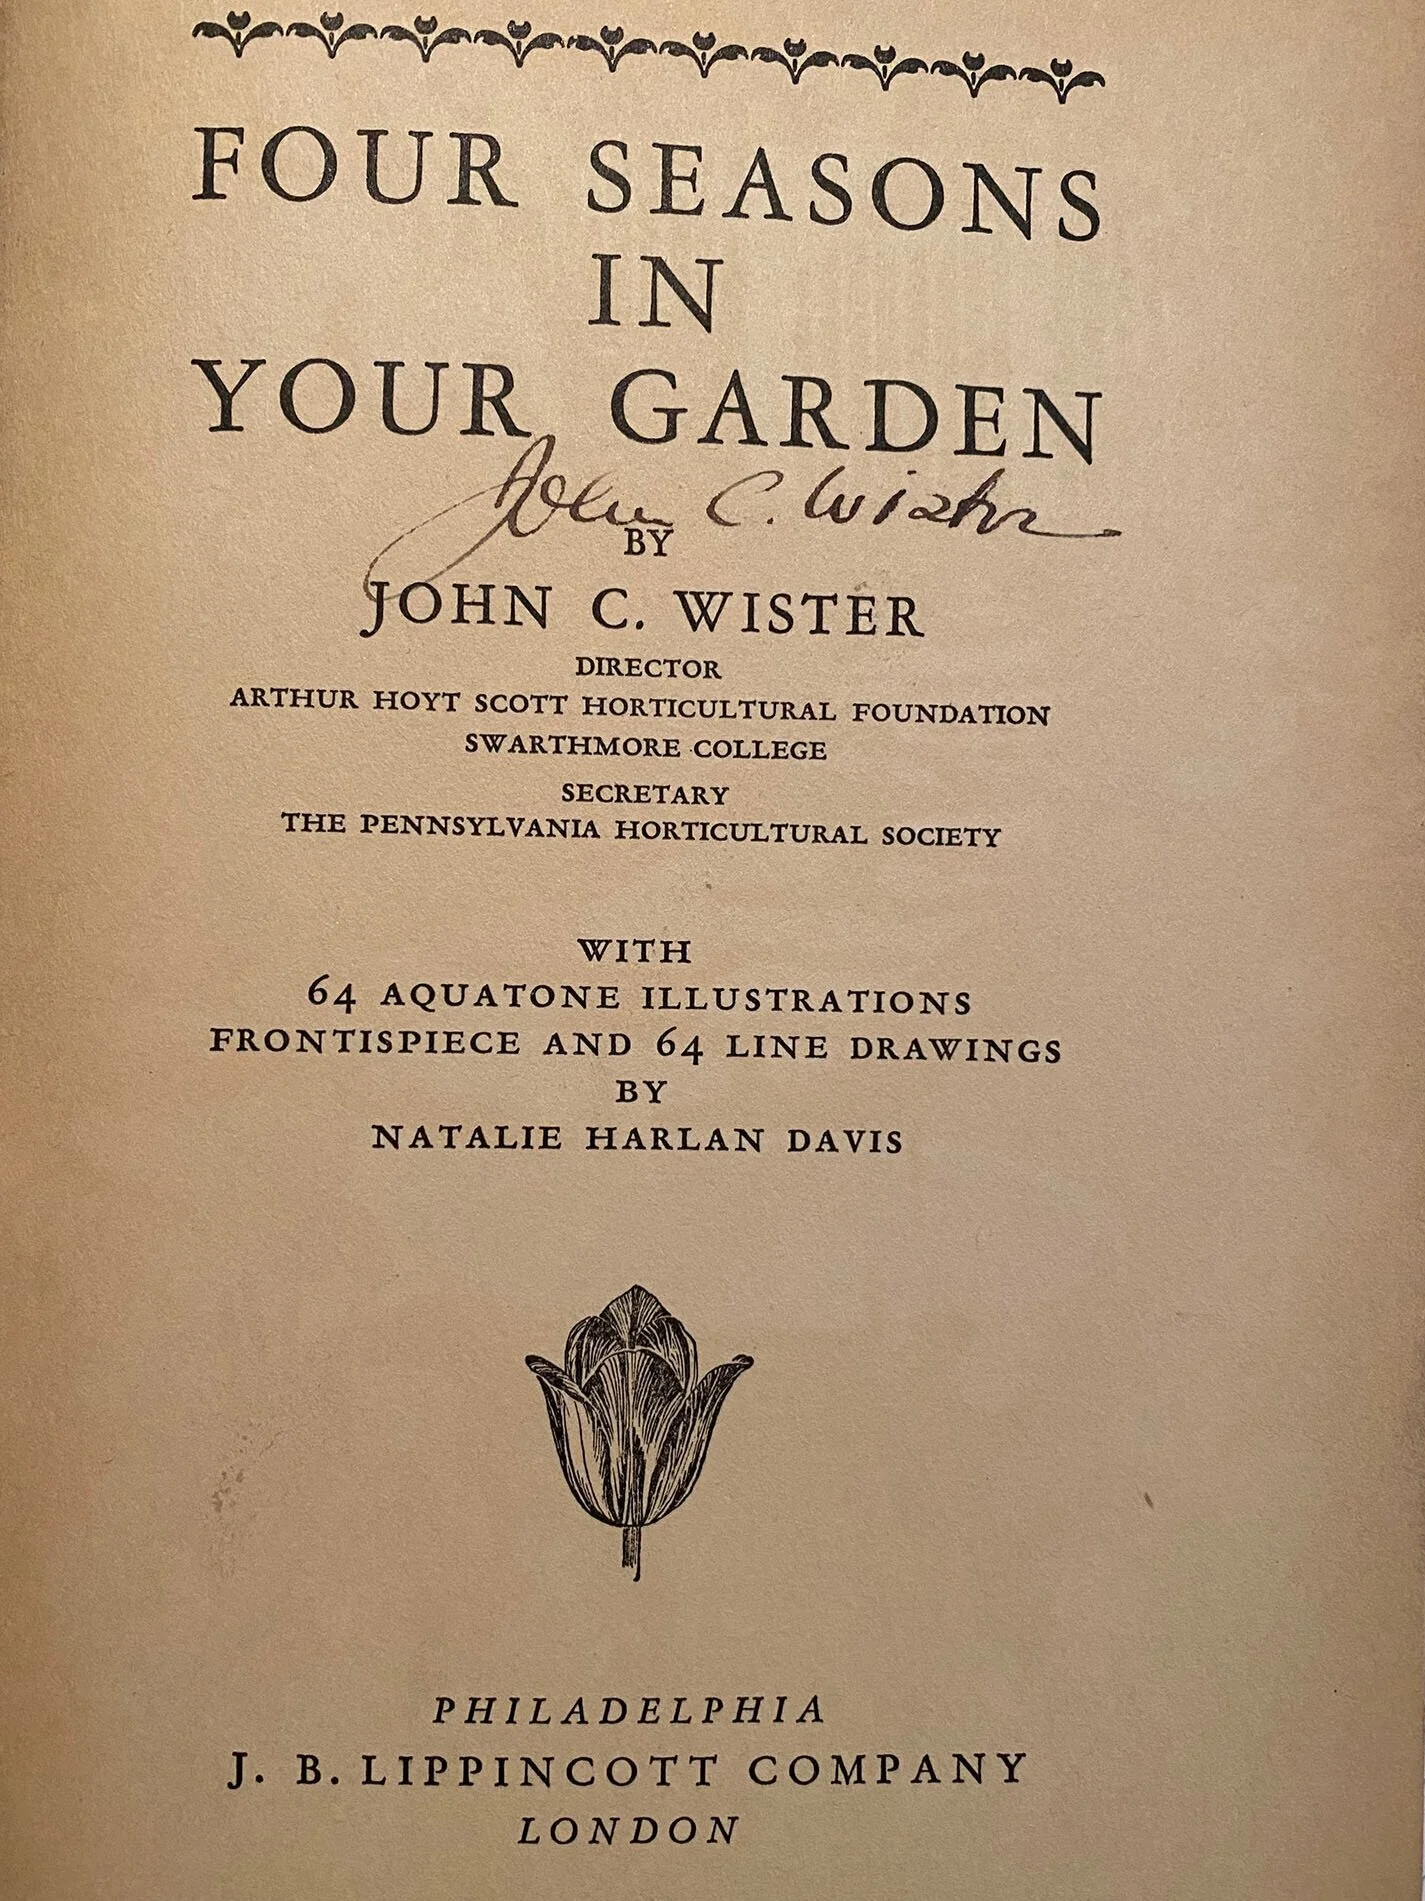 FOUR SEASONS
IN
YOUR GARDEN
John C. Wister
BY
JOHN C. WISTER
DIRECTOR
ARTHUR HOYT SCOTT HORTICULTURAL FOUNDATION
SWARTHMORE COLLEGE
SECRETARY
THE PENNSYLVANIA HORTICULTURAL SOCIETY
WITH
64 AQUATONE ILLUSTRATIONS
FRONTISPIECE AND 64 LINE DRAWINGS
BY
NATALIE HARLAN DAVIS
PHILADELPHIA
J. B. LIPPINCOTT COMPANY
LONDON